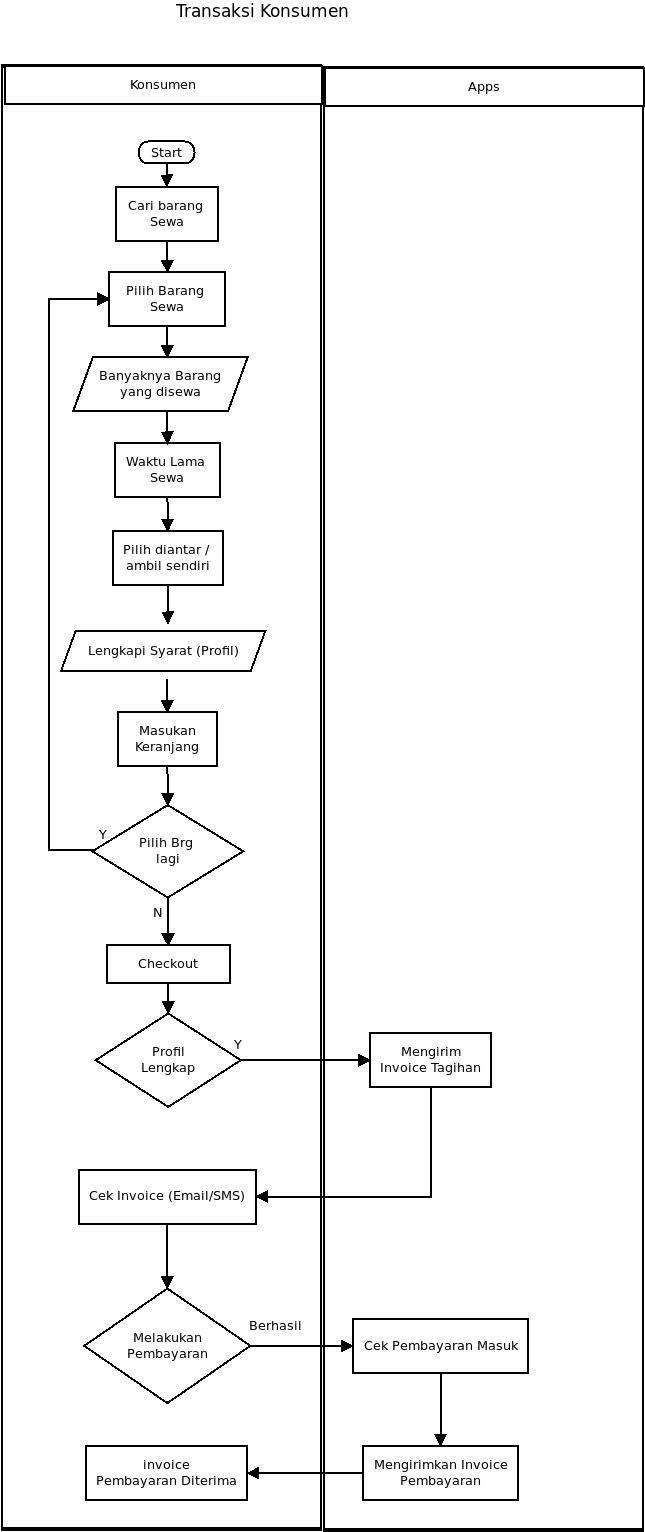 Transaksi Konsumen
Konsumen
Apps
Start
Cari barang
Sewa
Pilih Barang
Sewa
Banyaknya Barang
yang disewa
Waktu Lama
Sewa
Pilih diantar /
ambil sendiri
Lengkapi Syarat (Profil)
Masukan
Keranjang
Y
Pilih Brg
lagi
N
Checkout
Profil
Lengkap
Y
Mengirim
Invoice Tagihan
Cek Invoice (Email/SMS)
Melakukan
Pembayaran
Berhasil
Cek Pembayaran Masuk
invoice
Pembayaran Diterima
Mengirimkan Invoice
Pembayaran